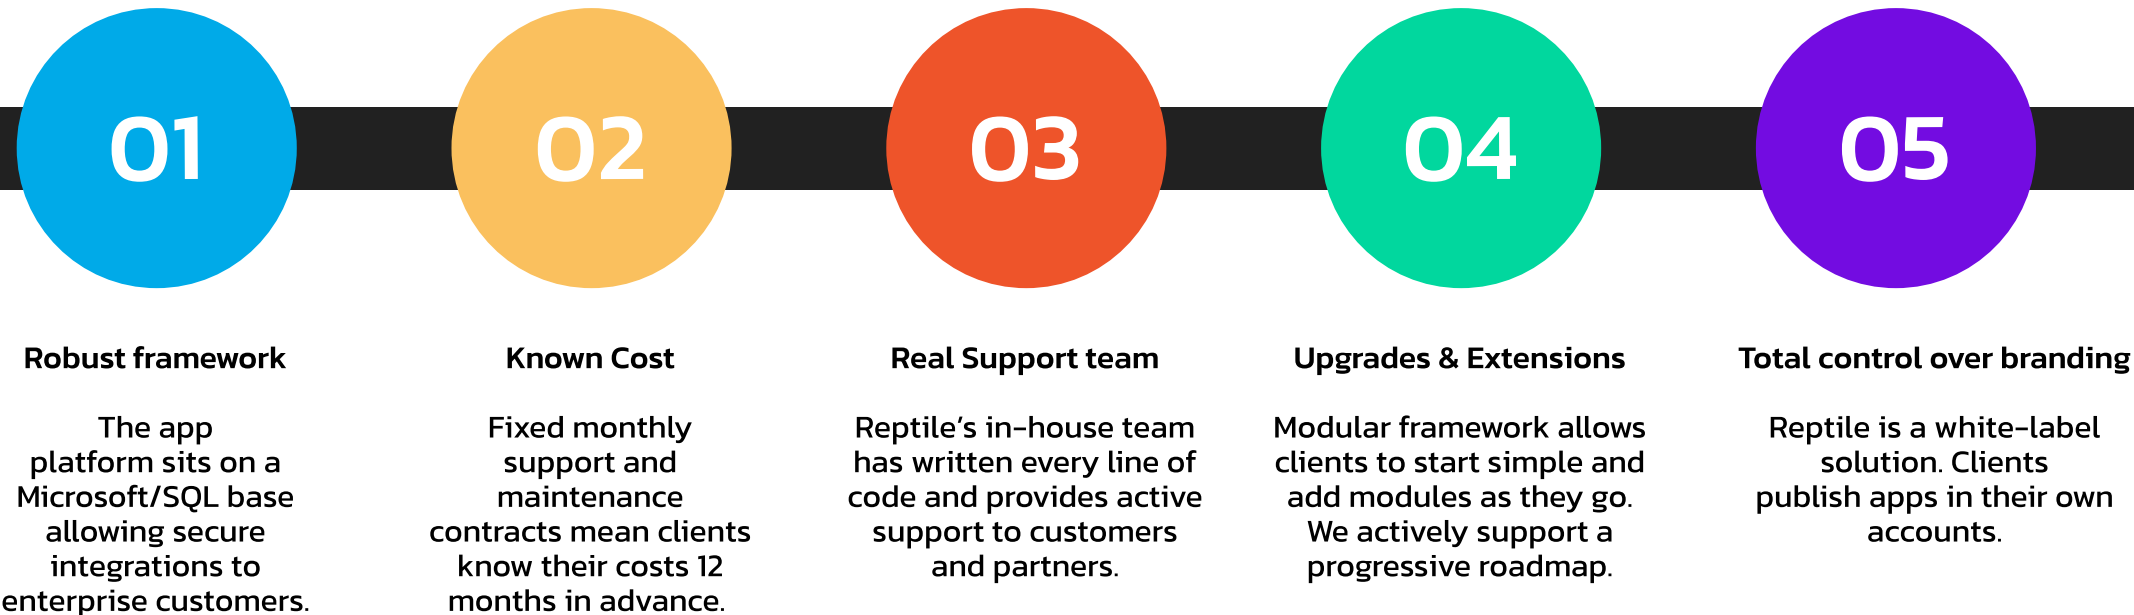 01
02
03
04
05
Robust framework
The app
platform sits on a
Microsoft/SQL base
allowing secure
integrations to
enterprise customers.
Known Cost
Fixed monthly
support and
maintenance
contracts mean clients
know their costs 12
months in advance.
Real Support team
Reptile’s in-house team
has written every line of
code and provides active
support to customers
and partners.
Upgrades & Extensions
Modular framework allows
clients to start simple and
add modules as they go.
We actively support a
progressive roadmap.
Total control over branding
Reptile is a white-label
solution. Clients
publish apps in their own
accounts.